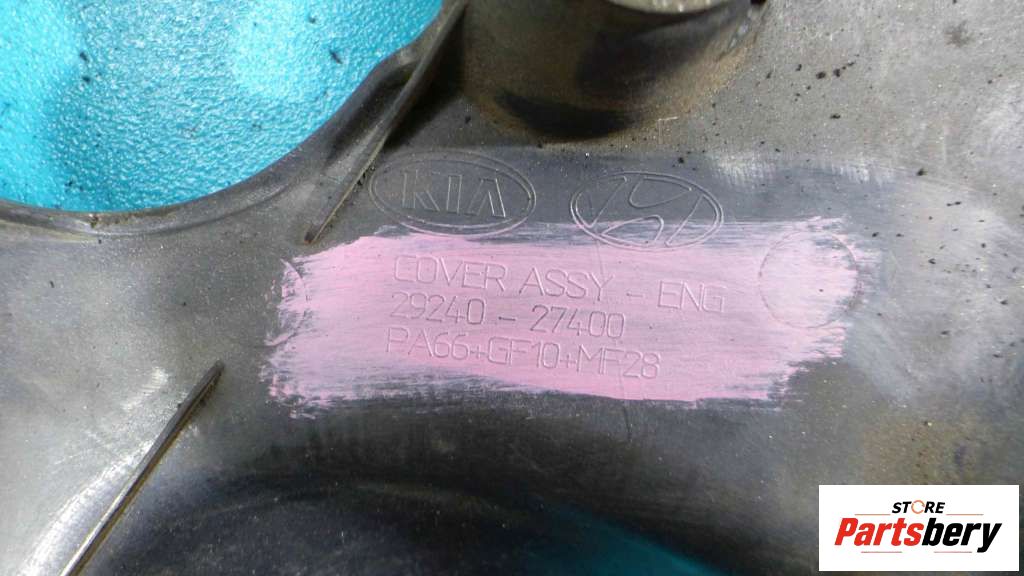 KIA
COVER ASSY - ENG
29240 - 27400
PA66+GF10+MF28
STORE
Partsbery